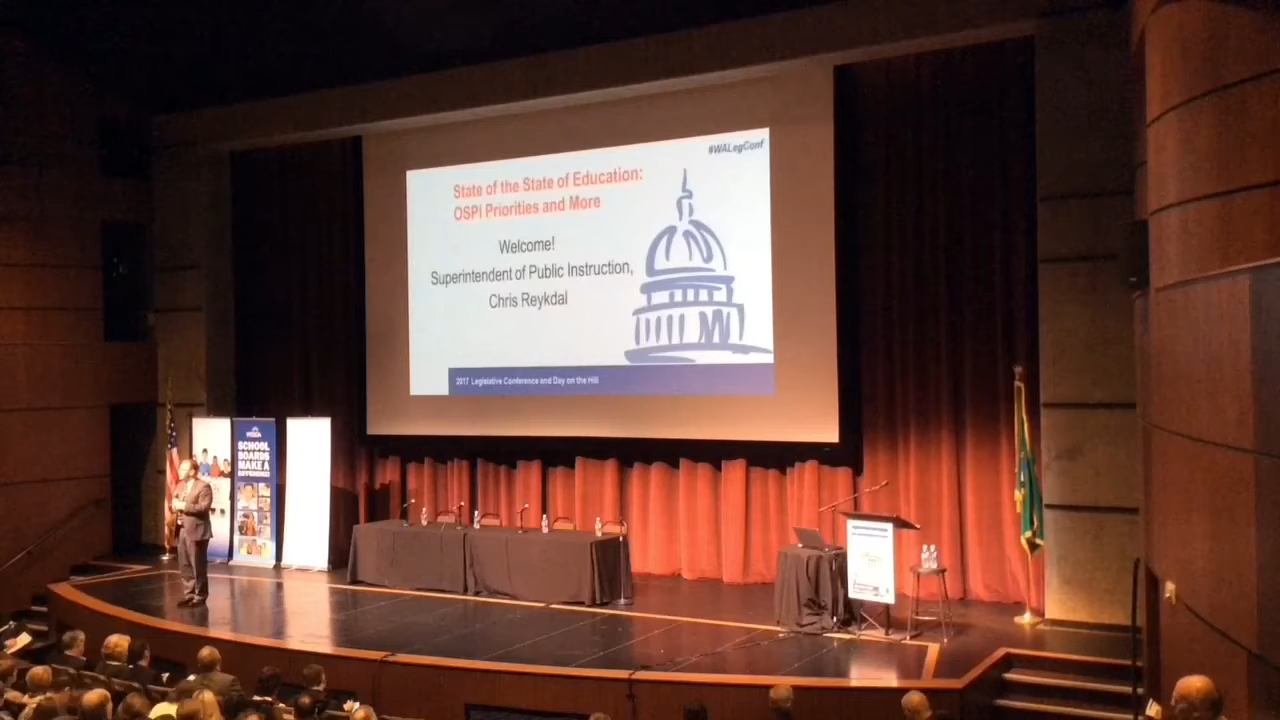 #WALegConf
State of the State of Education:
OSPI Priorities and More
Welcome!
Superintendent of Public Instruction,
Chris Reykdal
2017 Legislative Conference and Day on the Hill
SCHOOL
BOARDS
MAKE A